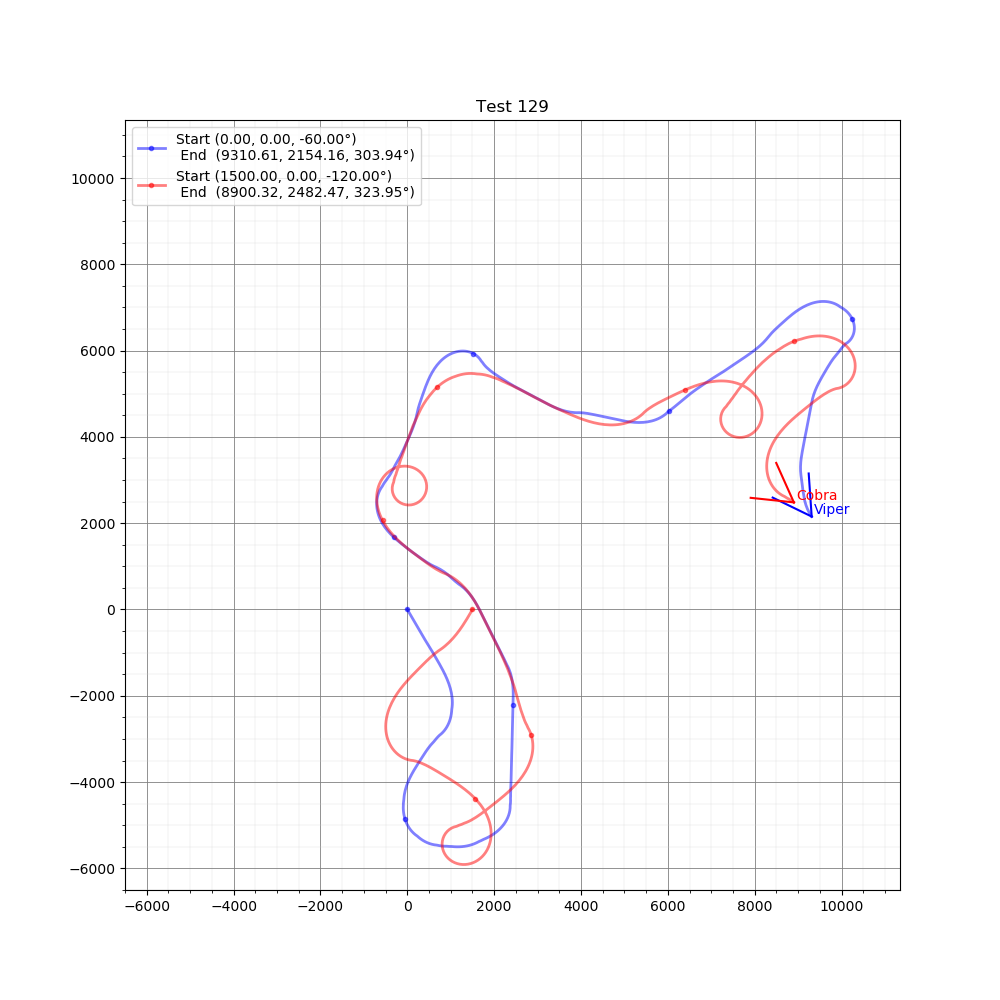 Test 129
Start (0.00, 0.00, -60.00°)
End  (9310.61, 2154.16, 303.94°)
Start (1500.00, 0.00, -120.00°)
End  (8900.32, 2482.47, 323.95°)
10000
8000
6000
4000
2000
0
−2000
−4000
−6000
Cobra
Viper
−6000 −4000 −2000 0 2000 4000 6000 8000 10000